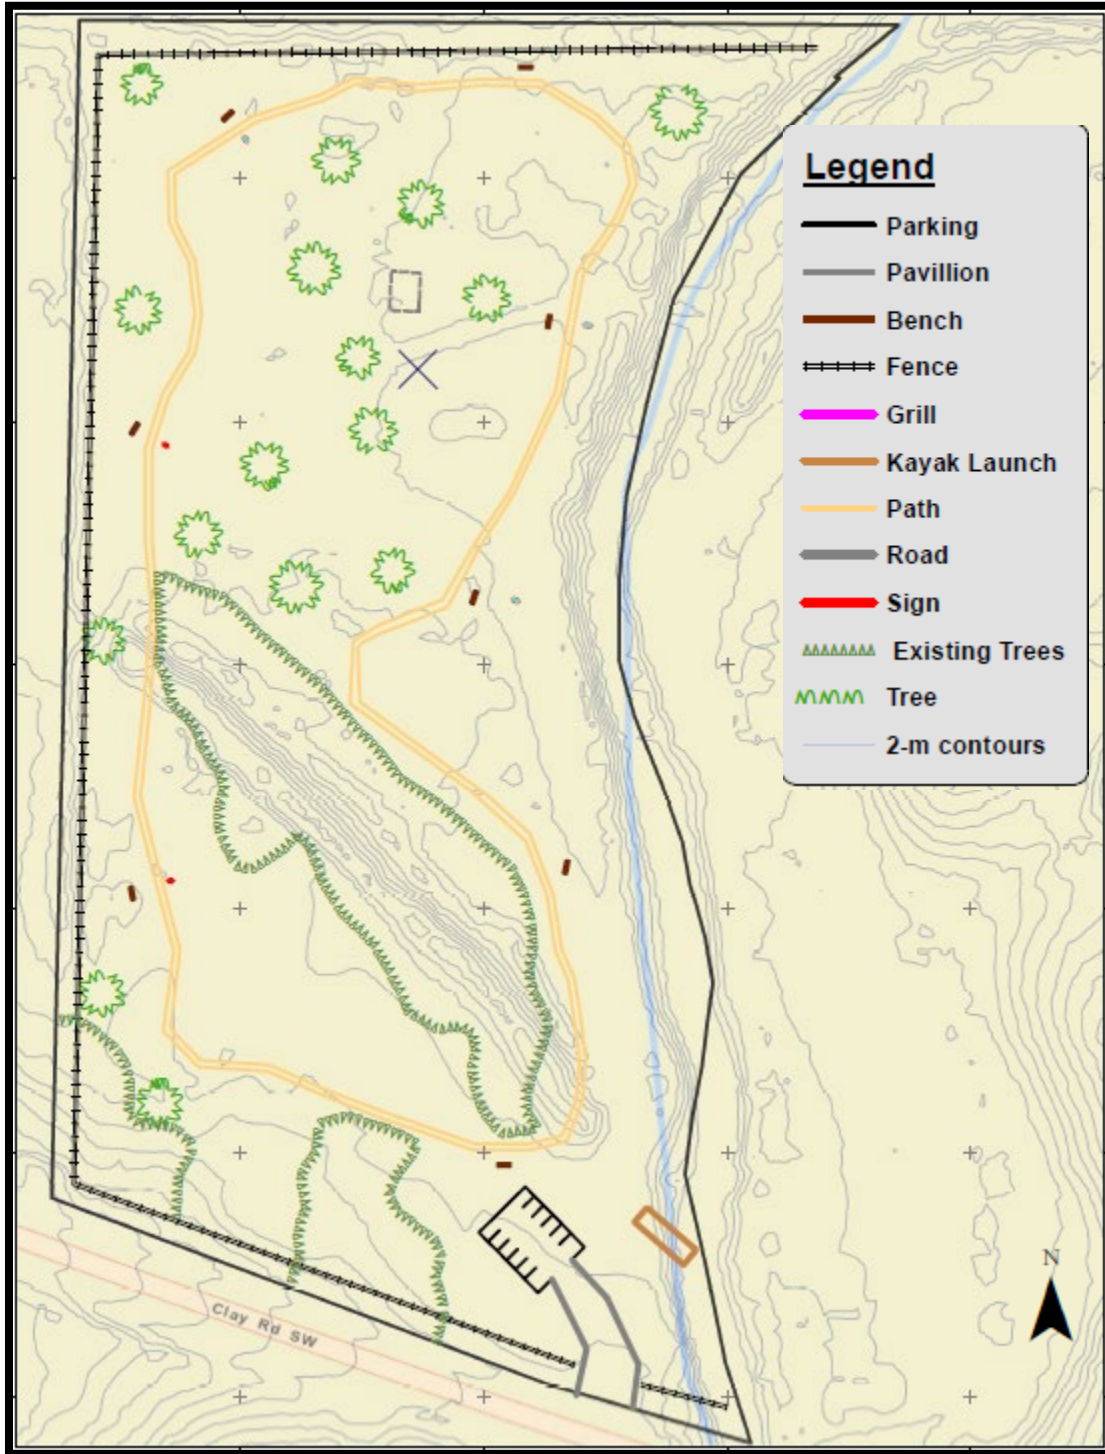 Legend
Parking
Pavillion
Bench
Fence
Grill
Kayak Launch
Path
Road
Sign
Existing Trees
Tree
2-m contours
N
Clay Rd SW